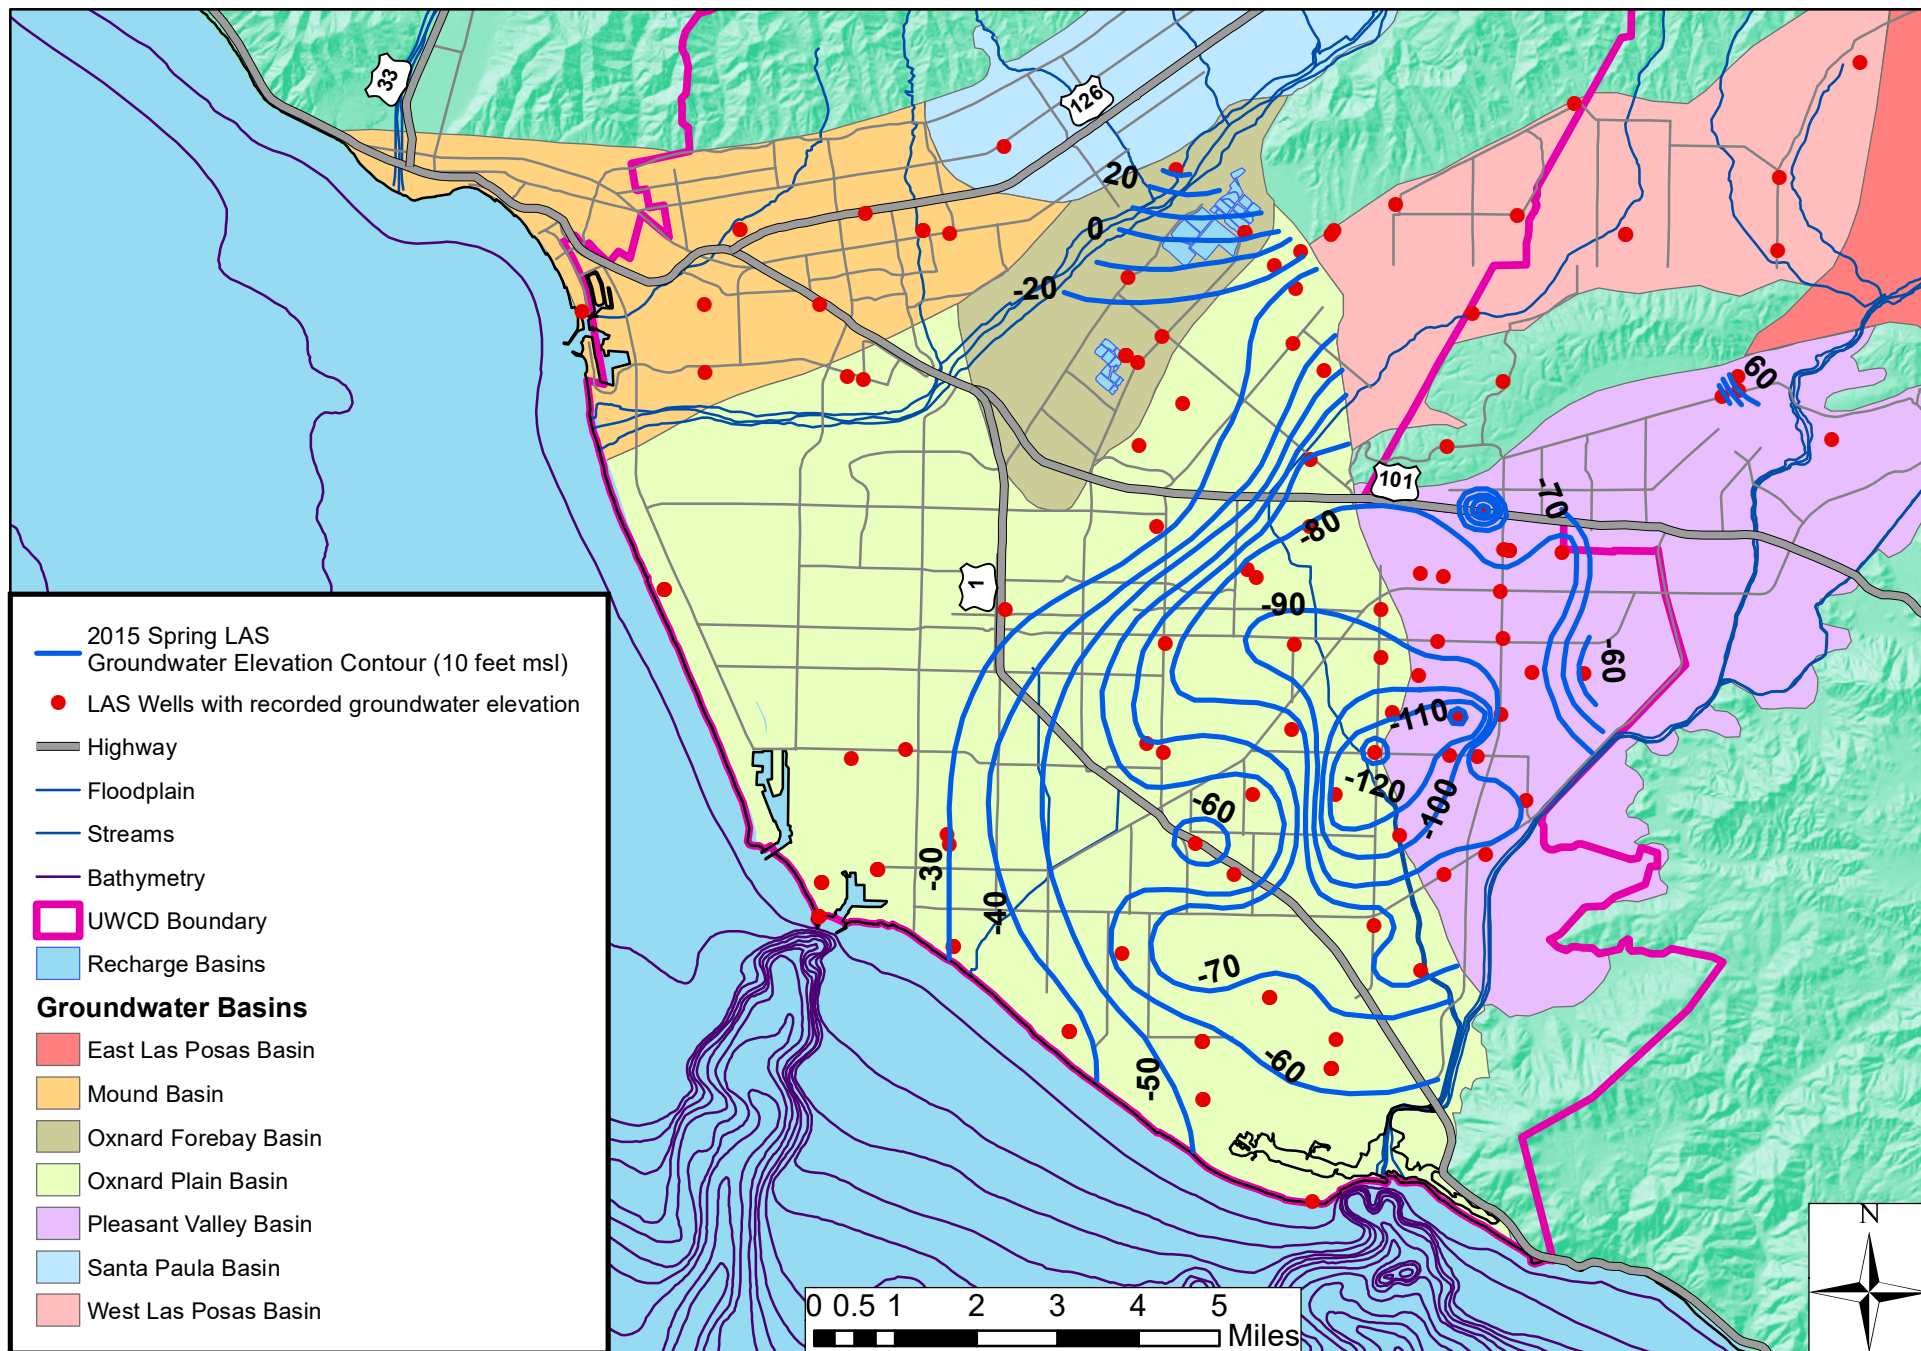 33
126
20
0
-20
60
101
-70
-80
1
-90
-60
-110
-120
-100
-60
-30
-40
-70
-60
-50
2015 Spring LAS
Groundwater Elevation Contour (10 feet msl)
LAS Wells with recorded groundwater elevation
Highway
Floodplain
Streams
Bathymetry
UWCD Boundary
Recharge Basins
Groundwater Basins
East Las Posas Basin
Mound Basin
Oxnard Forebay Basin
Oxnard Plain Basin
Pleasant Valley Basin
Santa Paula Basin
West Las Posas Basin
0 0.5 1 2 3 4 5
Miles
N